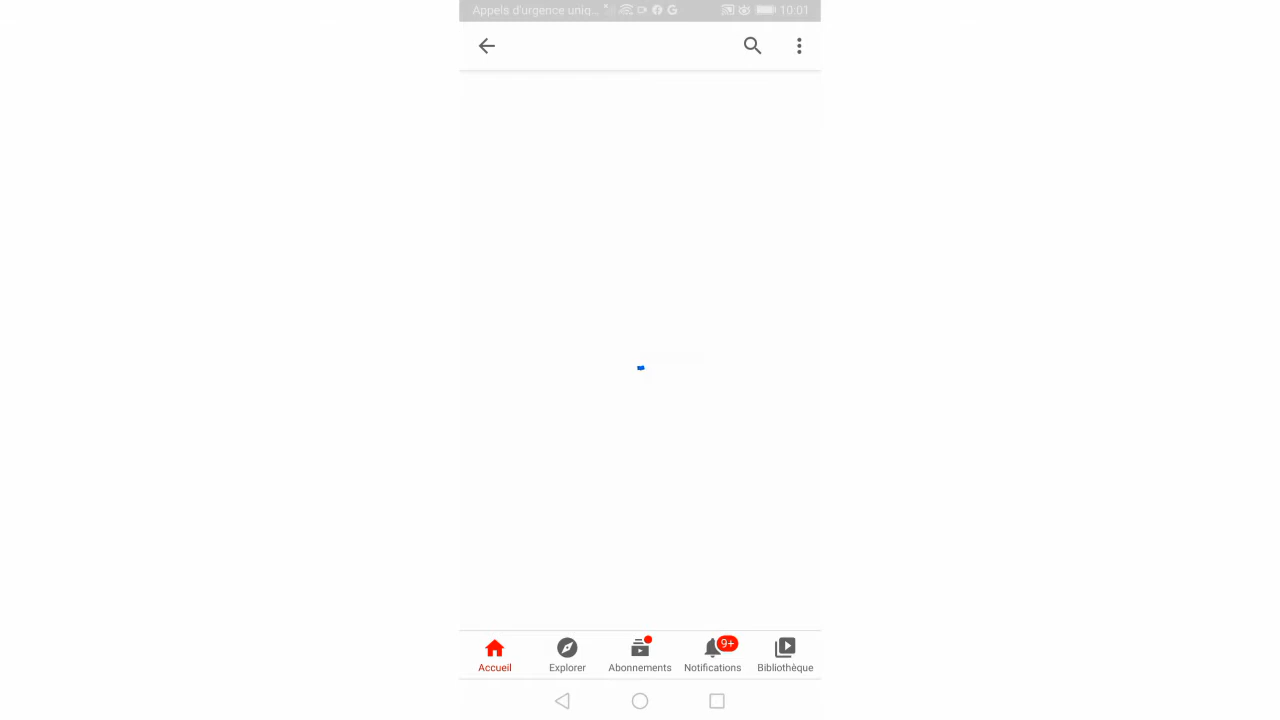 Appels d'urgence uniq... 10:01
9+
Accueil Explorer Abonnements Notifications Bibliothèque